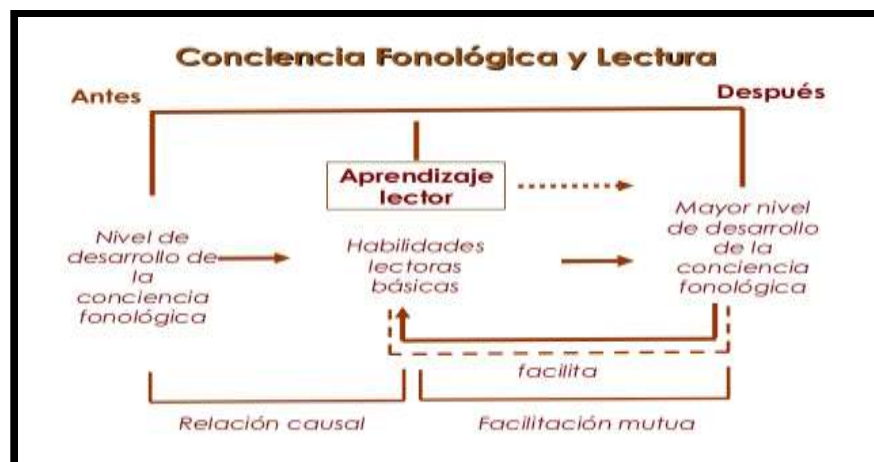 Conciencia Fonológica y Lectura
Antes
Después
Aprendizaje
lector
Nivel de
desarrollo de
la
conciencia
fonológica
Habilidades
lectoras
básicas
Mayor nivel
de desarrollo
de la
conciencia
fonológica
facilita
Relación causal
Facilitación mutua